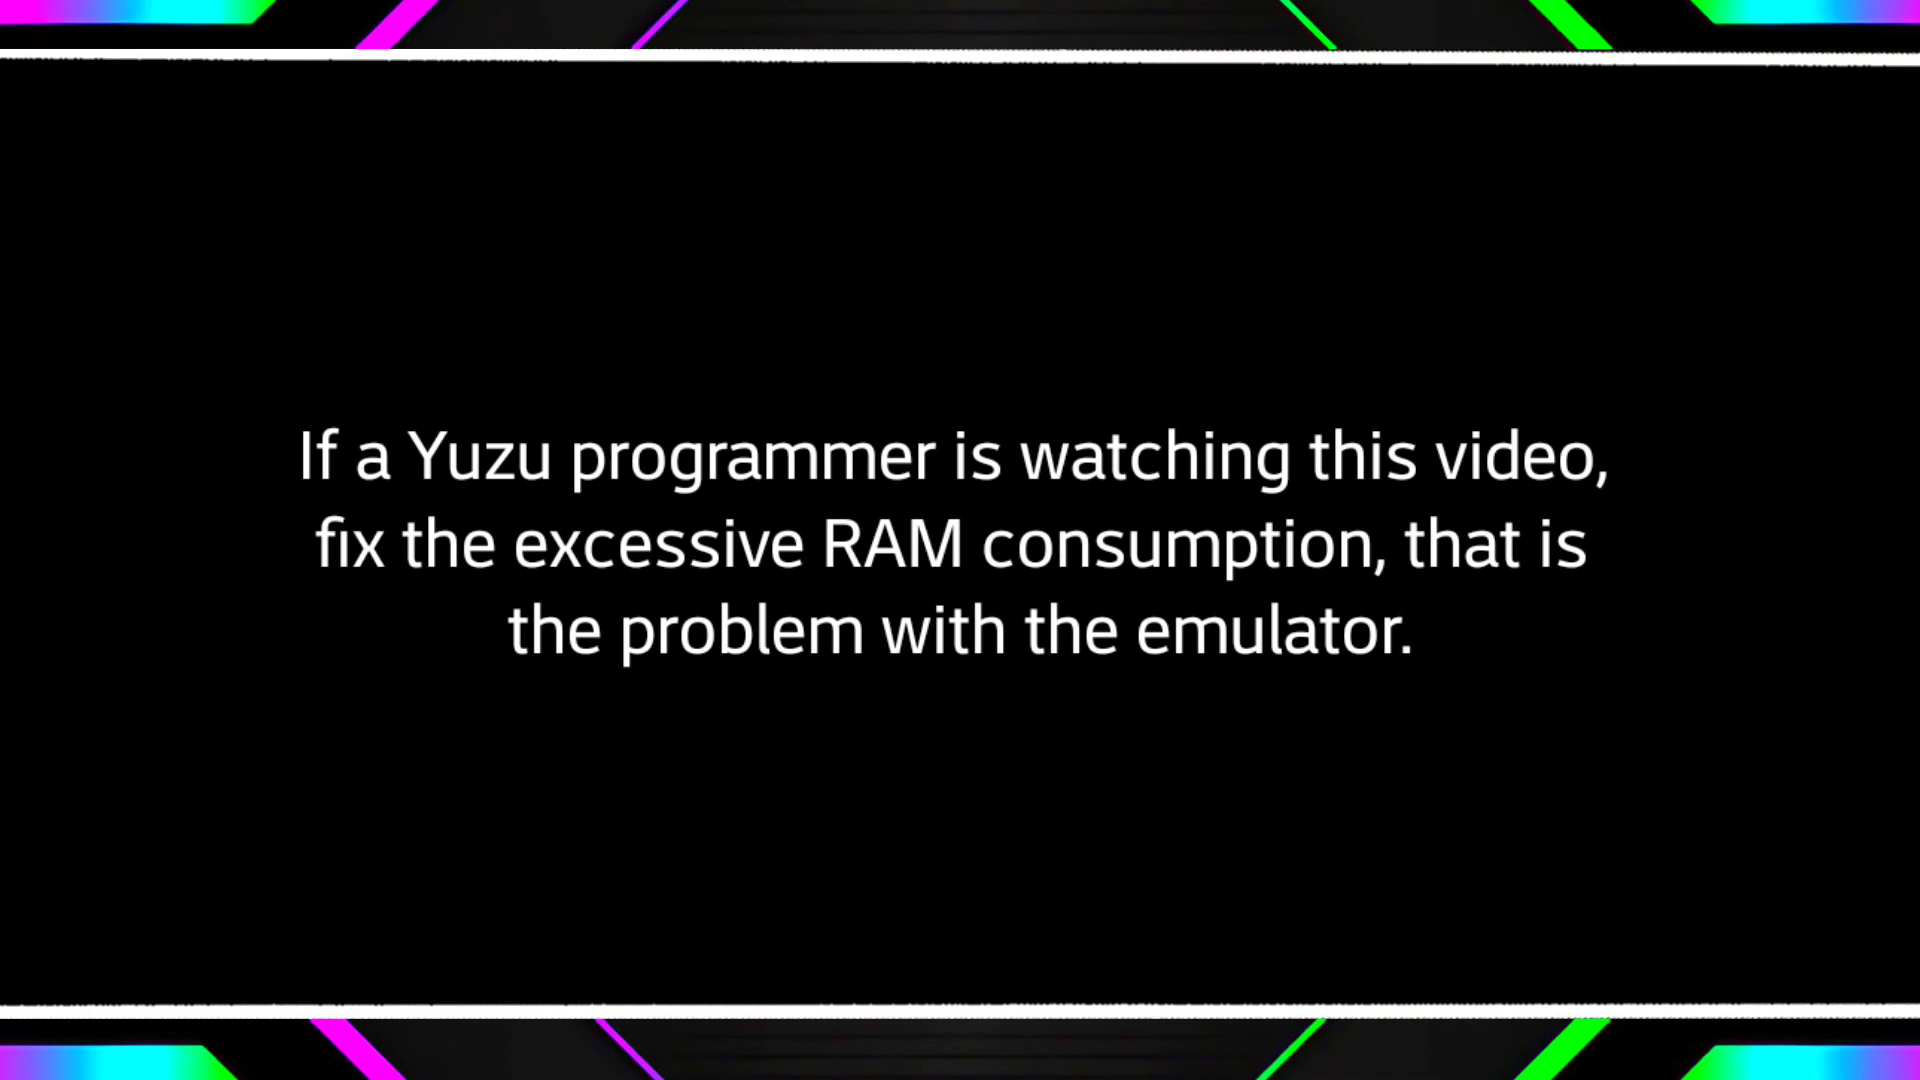 If a Yuzu programmer is watching this video,
fix the excessive RAM consumption, that is
the problem with the emulator.